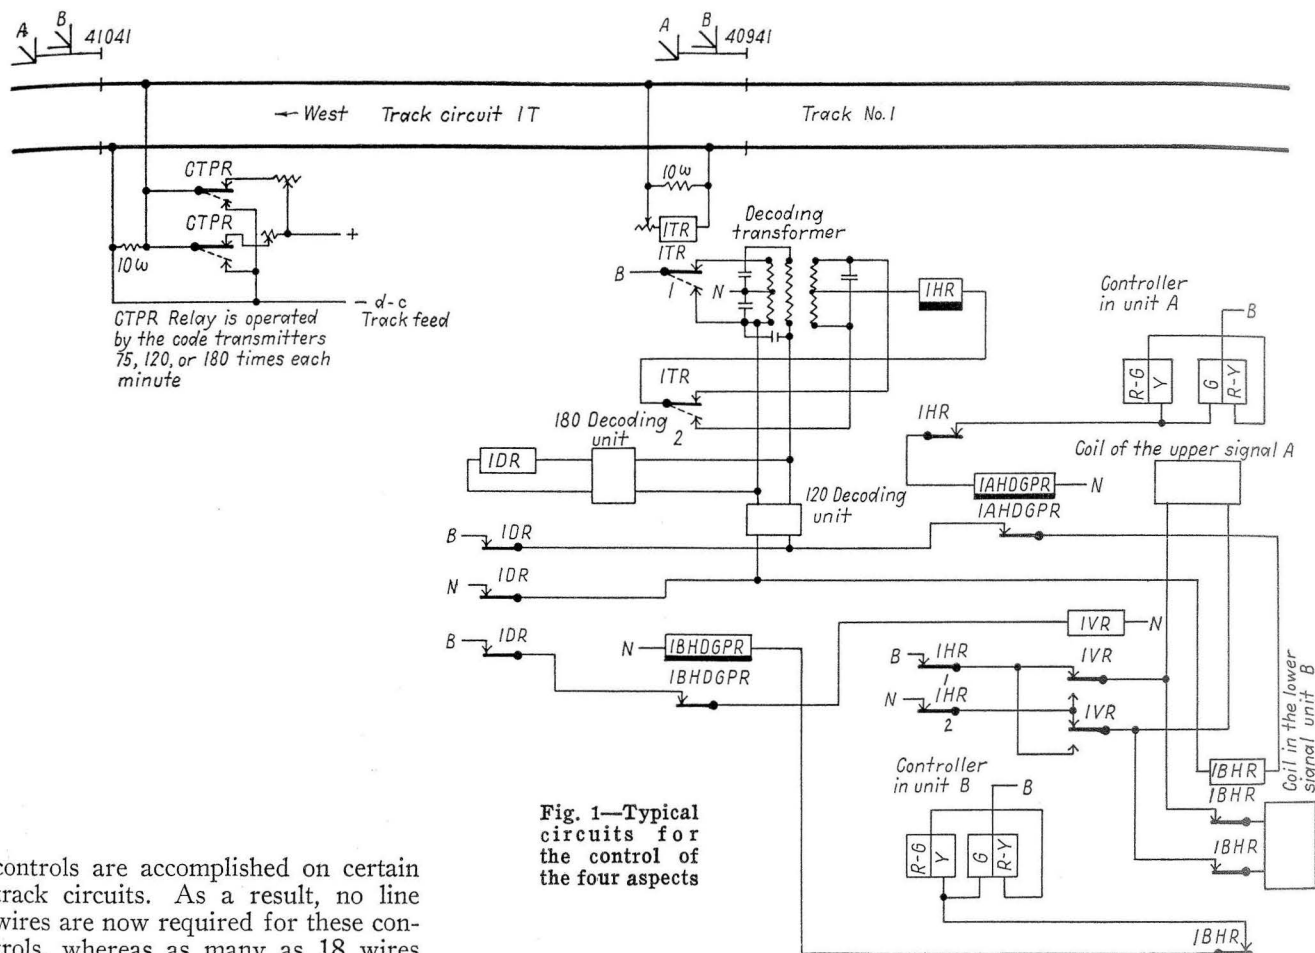 A B 41041
A B 40941
← West Track circuit 1T Track No. 1
CTPR
CTPR
10 ω
+
− d-c
Track feed
CTPR Relay is operated
by the code transmitters
75, 120, or 180 times each
minute
10 ω
1TR
Decoding
transformer
1TR
B
1
N
1HR
1TR
2
Controller
in unit A
B
R-G
Y
G
R-Y
1HR
Coil of the upper signal A
1AHDGPR N
1AHDGPR
180 Decoding
unit
1DR
120 Decoding
unit
B 1DR
N 1DR
B 1DR
N 1BHDGPR
1BHDGPR
1VR N
B 1HR
1
1VR
N 1HR
2
1VR
Coil in the lower
signal unit B
1BHR
1BHR
1BHR
Controller
in unit B
B
R-G
Y
G
R-Y
1BHR
Fig. 1—Typical
circuits for
the control of
the four aspects
controls are accomplished on certain
track circuits. As a result, no line
wires are now required for these con-
trols, whereas as many as 18 wires